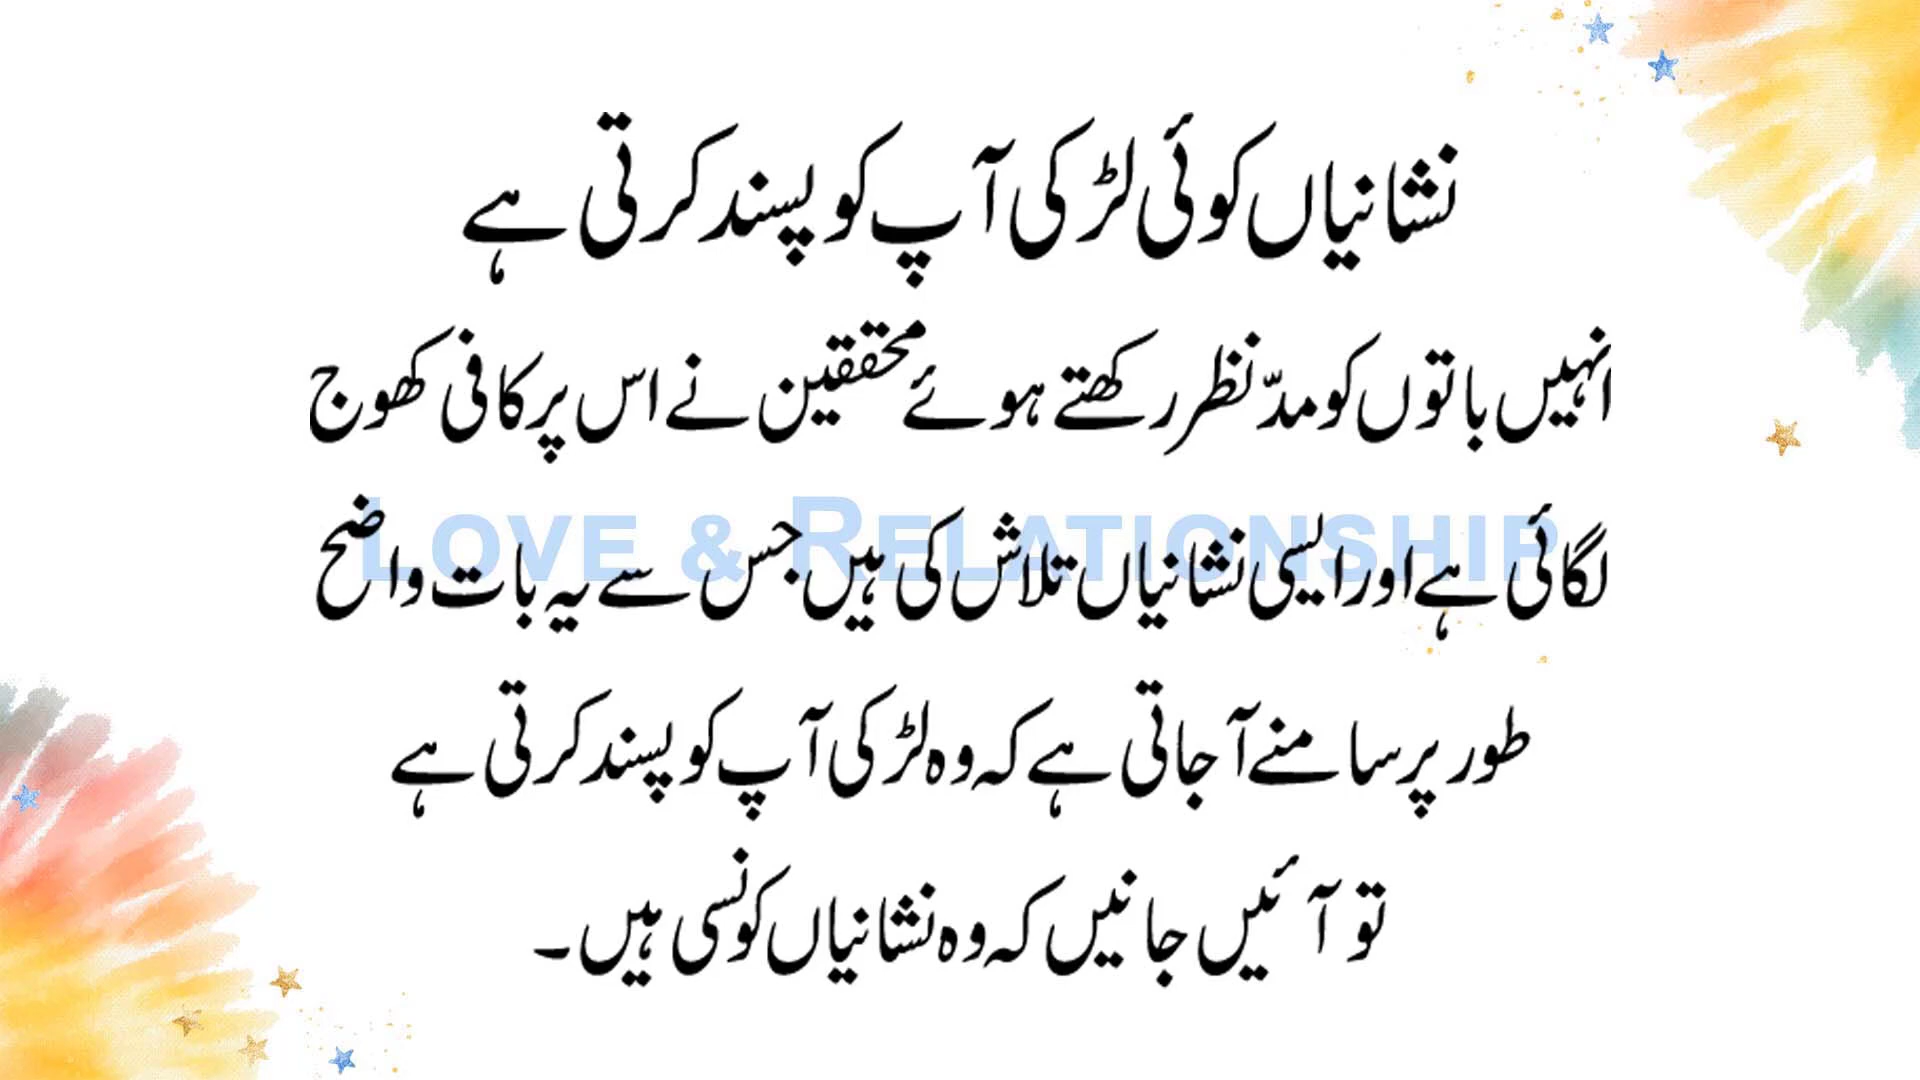 نشانیاں کوئی لڑکی آپ کو پسند کرتی ہے
انہیں باتوں کو مدّ نظر رکھتے ہوئے محققین نے اس پر کافی کھوج
LOVE & RELATIONSHIP
لگائی ہے اور ایسی نشانیاں تلاش کی ہیں جس سے یہ بات واضح
طور پر سامنے آ جاتی ہے کہ وہ لڑکی آپ کو پسند کرتی ہے
تو آئیں جانیں کہ وہ نشانیاں کونسی ہیں۔